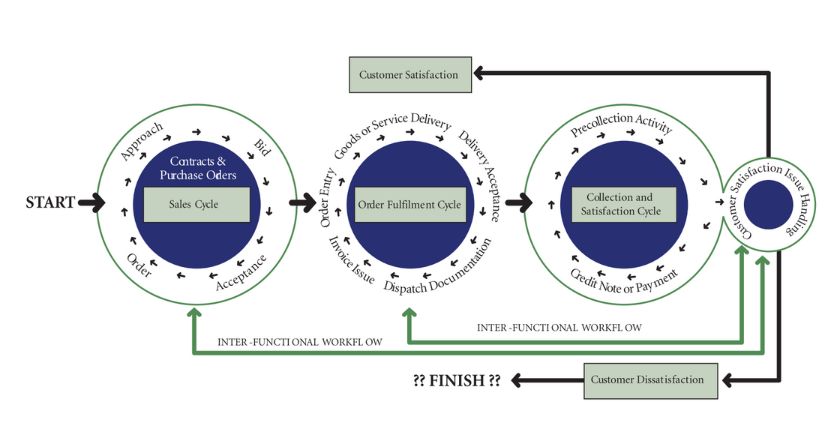 Customer Satisfaction
START
Approach
Bid
Acceptance
Order
Contracts &
Purchase Orders
Sales Cycle
Order Entry
Goods or Service Delivery
Delivery Acceptance
Dispatch Documentation
Invoice Issue
Order Fulfilment Cycle
Precollection Activity
Credit Note or Payment
Collection and
Satisfaction Cycle
Customer Satisfaction Issue Handling
INTER-FUNCTIONAL WORKFLOW
INTER-FUNCTIONAL WORKFLOW
?? FINISH ??
Customer Dissatisfaction